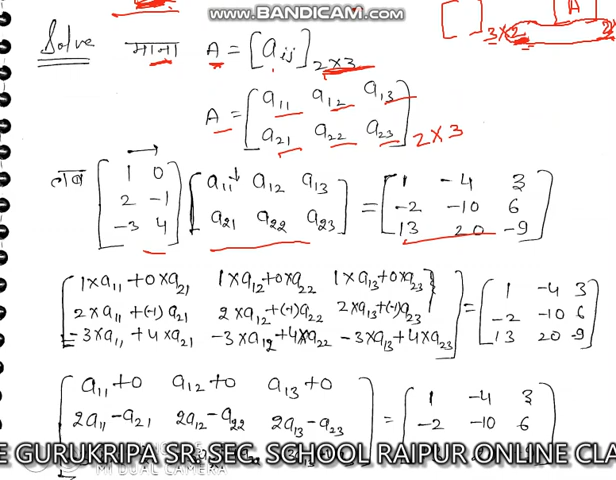 www.BANDICAM.com
[ ]3×2 [A]
Solve माना A = [aij]2×3
A = [a11 a12 a13
a21 a22 a23]2×3
तब [1 0 [a11 a12 a13 = [1 -4 3
2 -1 a21 a22 a23] -2 -10 6
-3 4] 13 20 -9]
[1×a11+0×a21 1×a12+0×a22 1×a13+0×a23 = [1 -4 3
2×a11+(-1)a21 2×a12+(-1)a22 2×a13+(-1)a23 -2 -10 6
-3×a11+4×a21 -3×a12+4×a22 -3×a13+4×a23] 13 20 -9]
[a11+0 a12+0 a13+0 = [1 -4 3
2a11-a21 2a12-a22 2a13-a23 -2 -10 6
E GURUKRIPA SR. SEC. SCHOOL RAIPUR ONLINE CLA
MI DUAL CAMERA